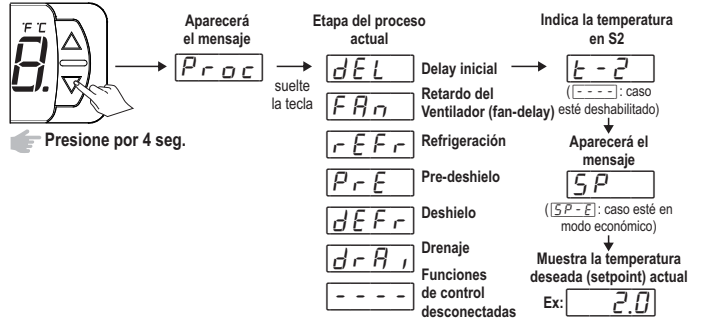 °F °C
8.
Presione por 4 seg.
Aparecerá
el mensaje
Proc
suelte
la tecla
Etapa del proceso
actual
dEL Delay inicial
FAn Retardo del
Ventilador (fan-delay)
rEFr Refrigeración
PrE Pre-deshielo
dEFr Deshielo
drAi Drenaje
- - - - Funciones
de control
desconectadas
Indica la temperatura
en S2
t - 2
( - - - - : caso
esté deshabilitado)
Aparecerá el
mensaje
SP
( SP - E : caso esté en
modo económico)
Muestra la temperatura
deseada (setpoint) actual
Ex: 2.0